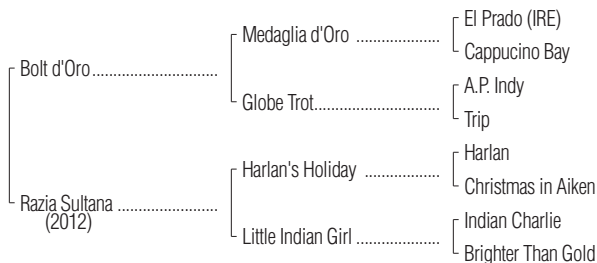 El Prado (IRE)
Medaglia d'Oro ....................
Cappucino Bay
Bolt d'Oro..............................
A.P. Indy
Globe Trot..............................
Trip
Harlan
Harlan's Holiday ..................
Christmas in Aiken
Razia Sultana ........................
(2012)
Indian Charlie
Little Indian Girl ....................
Brighter Than Gold